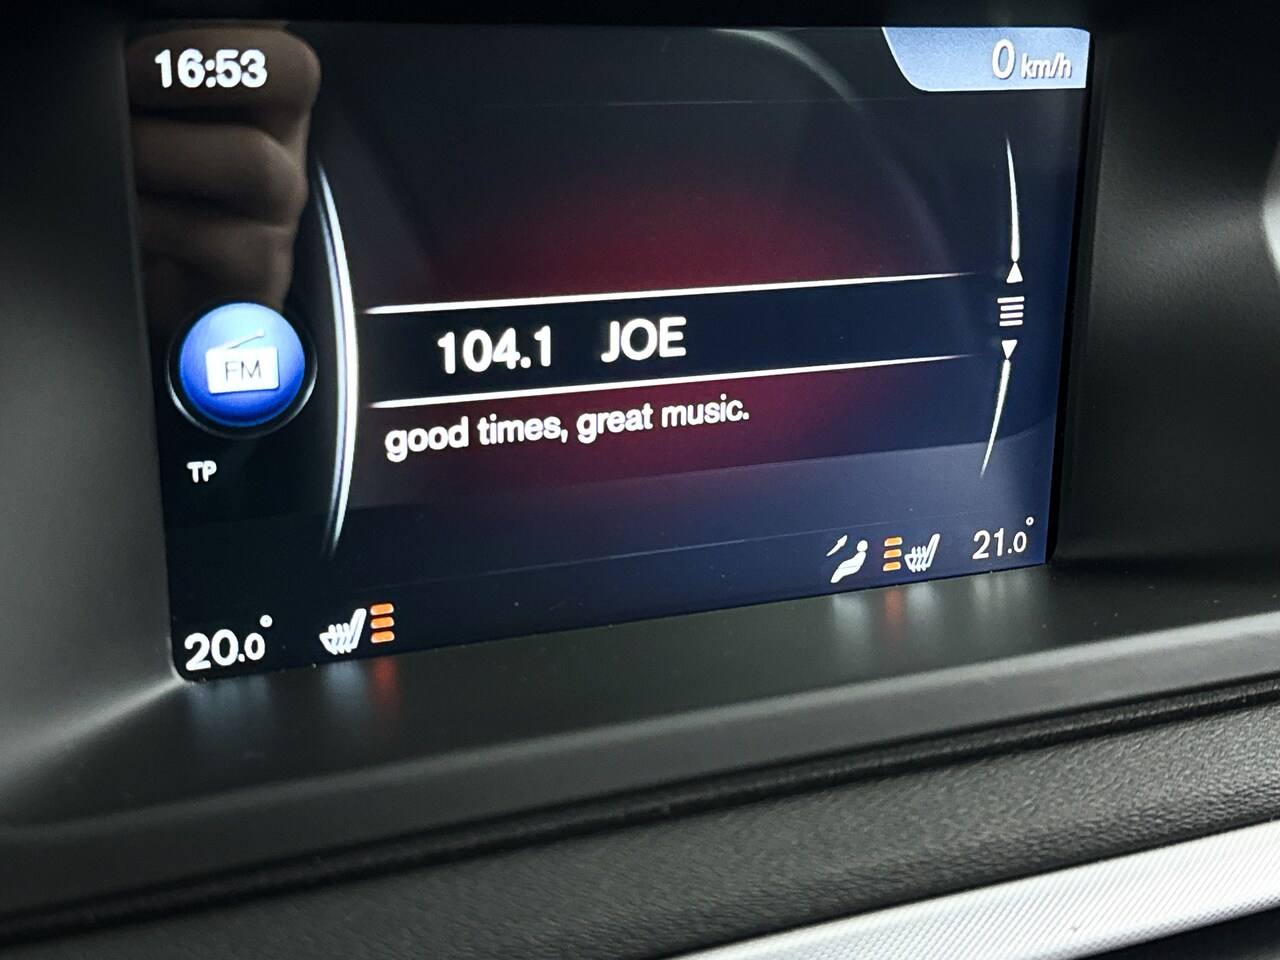 16:53
0 km/h
FM
104.1 JOE
good times, great music.
TP
20.0°
21.0°